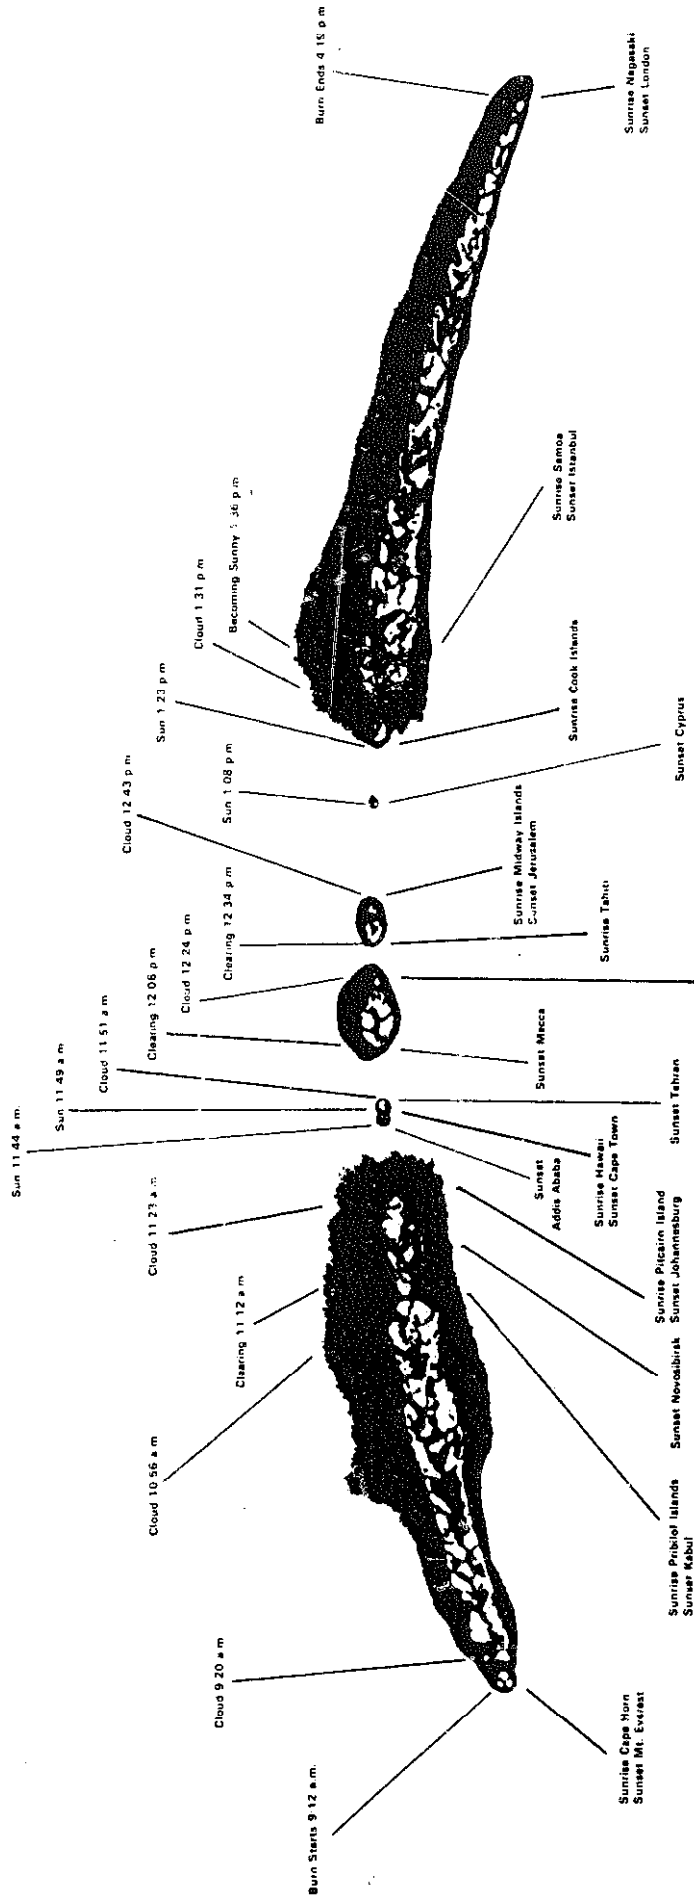 Burn Starts 9 12 a.m.
Cloud 9 20 a m
Cloud 10 56 a m
Clearing 11 12 a m
Cloud 11 23 a m
Sun 11 44 a m.
Sun 11 49 a m
Cloud 11 51 a m
Clearing 12 06 p m
Cloud 12 24 p m
Clearing 12 34 p m
Cloud 12 43 p m
Sun 1 08 pm
Sun 1 23 p m
Cloud 1 31 p m
Becoming Sunny 36 p m
Burn Ends 4 15 p m
Sunrise Cape Horn
Sunset Mt. Everest
Sunrise Pribilof Islands
Sunset Kabul
Sunset Novosibirsk
Sunrise Pitcairn Island
Sunset Johannesburg
Sunset
Addis Ababa
Sunrise Hawaii
Sunset Cape Town
Sunset Tehran
Sunset Mecca
Sunrise Tahiti
Sunrise Midway Islands
Sunset Jerusalem
Sunset Cyprus
Sunrise Cook Islands
Sunrise Samoa
Sunset Istanbul
Sunrise Nagasaki
Sunset London